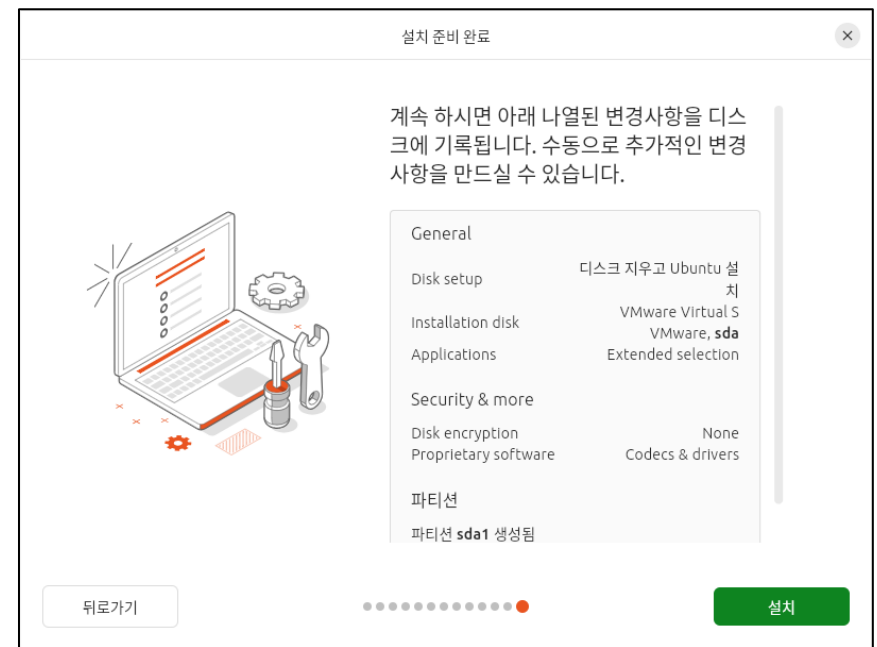 설치 준비 완료
계속 하시면 아래 나열된 변경사항을 디스
크에 기록됩니다. 수동으로 추가적인 변경
사항을 만드실 수 있습니다.
General
Disk setup 디스크 지우고 Ubuntu 설
치
Installation disk VMware Virtual S
VMware, sda
Applications Extended selection
Security & more
Disk encryption None
Proprietary software Codecs & drivers
파티션
파티션 sda1 생성됨
뒤로가기 설치